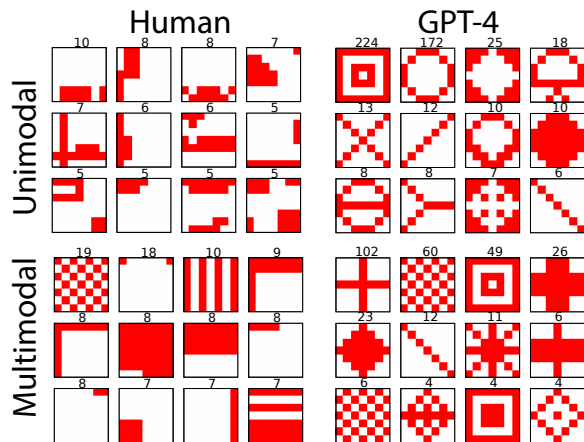 Human GPT-4
Unimodal
10 8 8 7 224 172 25 18
7 6 6 5 13 12 10 10
5 5 5 5 8 8 7 6
Multimodal
19 18 10 9 102 60 49 26
8 8 8 8 23 12 11 6
8 7 7 7 6 4 4 4